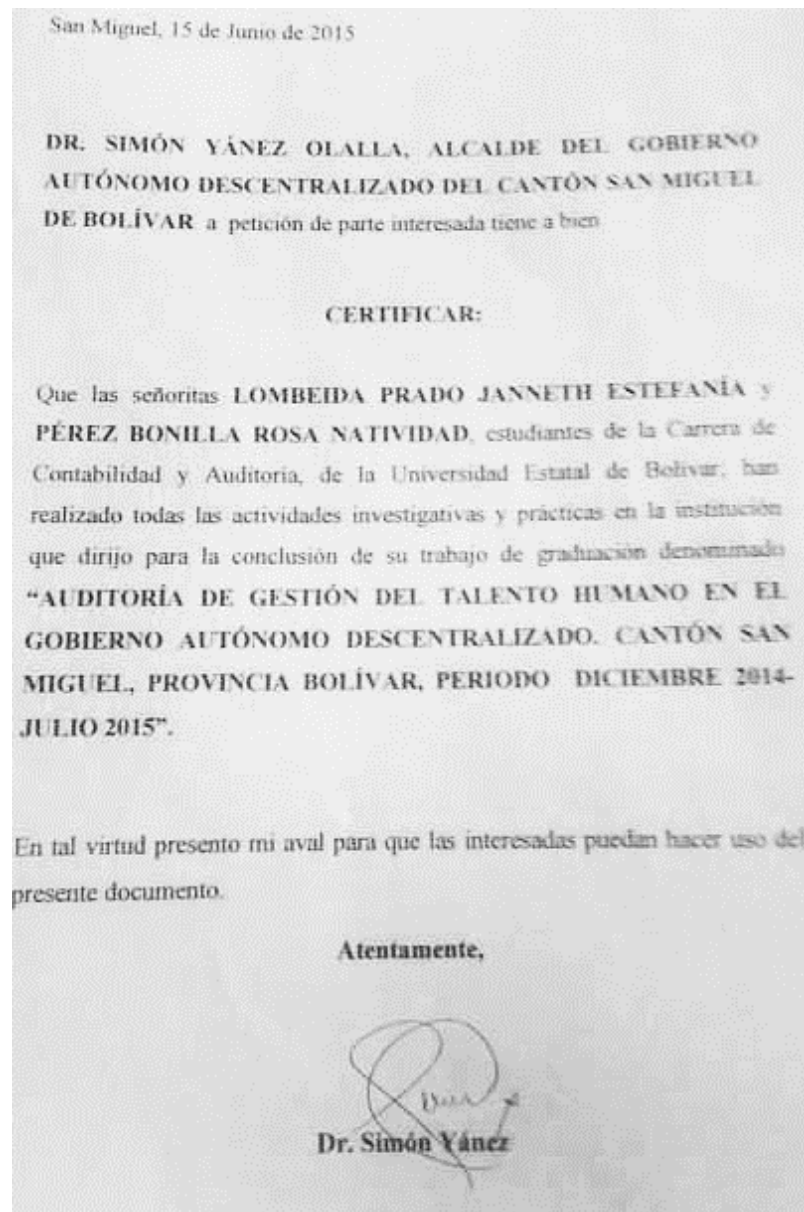 San Miguel, 15 de Junio de 2015
DR. SIMÓN YÁNEZ OLALLA, ALCALDE DEL GOBIERNO
AUTÓNOMO DESCENTRALIZADO DEL CANTÓN SAN MIGUEL
DE BOLÍVAR a petición de parte interesada tiene a bien
CERTIFICAR:
Que las señoritas LOMBEIDA PRADO JANNETH ESTEFANÍA y
PÉREZ BONILLA ROSA NATIVIDAD, estudiantes de la Carrera de
Contabilidad y Auditoria, de la Universidad Estatal de Bolívar, han
realizado todas las actividades investigativas y prácticas en la institución
que dirijo para la conclusión de su trabajo de graduación denominado
“AUDITORÍA DE GESTIÓN DEL TALENTO HUMANO EN EL
GOBIERNO AUTÓNOMO DESCENTRALIZADO. CANTÓN SAN
MIGUEL, PROVINCIA BOLÍVAR, PERIODO DICIEMBRE 2014-
JULIO 2015”.
En tal virtud presento mi aval para que las interesadas puedan hacer uso del
presente documento.
Atentamente,
Dr. Simón Yánez